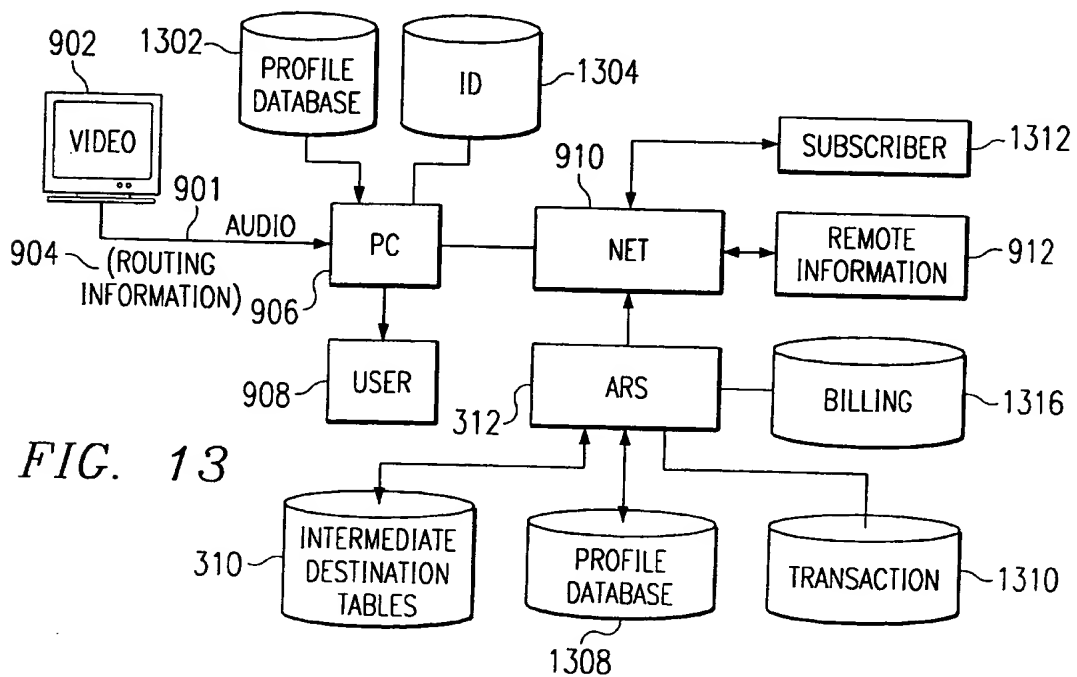 902
VIDEO
1302
PROFILE
DATABASE
ID
1304
901
AUDIO
904
(ROUTING
INFORMATION)
906
PC
910
NET
SUBSCRIBER
1312
REMOTE
INFORMATION
912
908
USER
312
ARS
BILLING
1316
FIG. 13
310
INTERMEDIATE
DESTINATION
TABLES
PROFILE
DATABASE
1308
TRANSACTION
1310